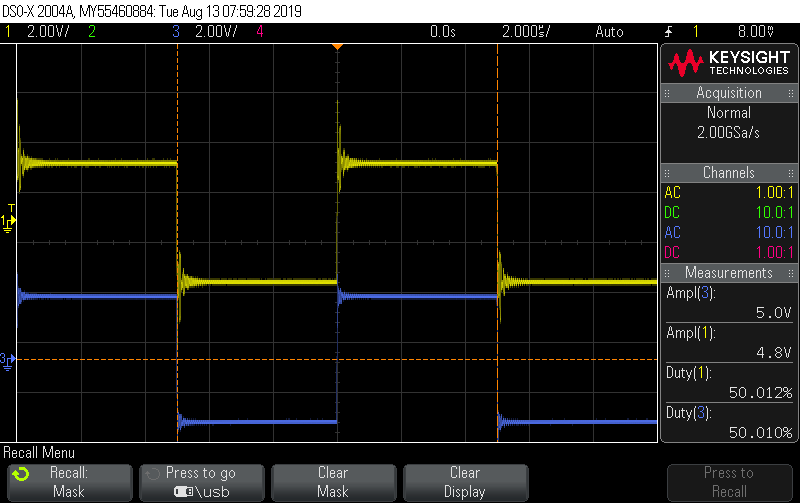 DSO-X 2004A, MY55460884: Tue Aug 13 07:59:28 2019
1 2.00V/ 2 3 2.00V/ 4 0.0s 2.000s/ Auto 1 8.00V
KEYSIGHT
TECHNOLOGIES
Acquisition
Normal
2.00GSa/s
Channels
AC 1.00:1
DC 10.0:1
AC 10.0:1
DC 1.00:1
Measurements
Ampl(3):
5.0V
Ampl(1):
4.8V
Duty(1):
50.012%
Duty(3):
50.010%
T
1
3
Recall Menu
Recall:
Mask
Press to go
\usb
Clear
Mask
Clear
Display
Press to
Recall